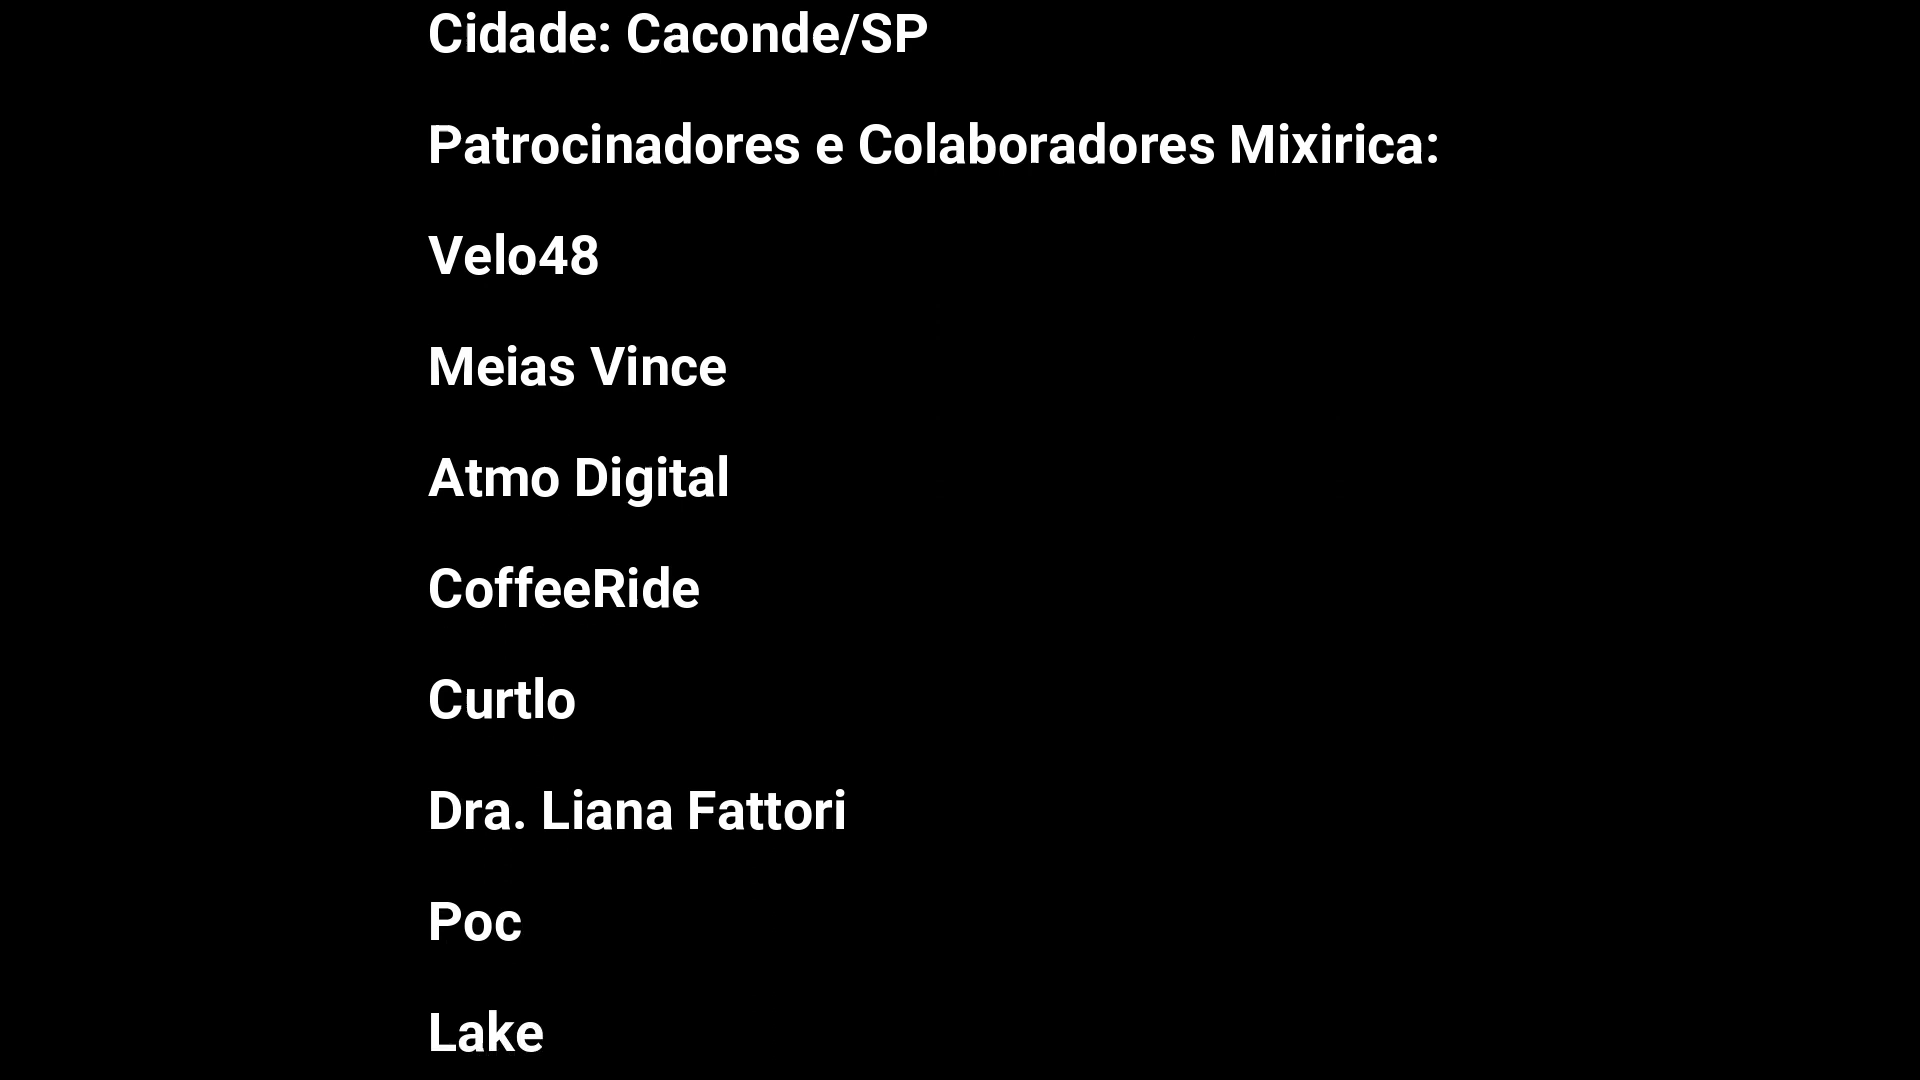 Cidade: Caconde/SP
Patrocinadores e Colaboradores Mixirica:
Velo48
Meias Vince
Atmo Digital
CoffeeRide
Curtlo
Dra. Liana Fattori
Poc
Lake